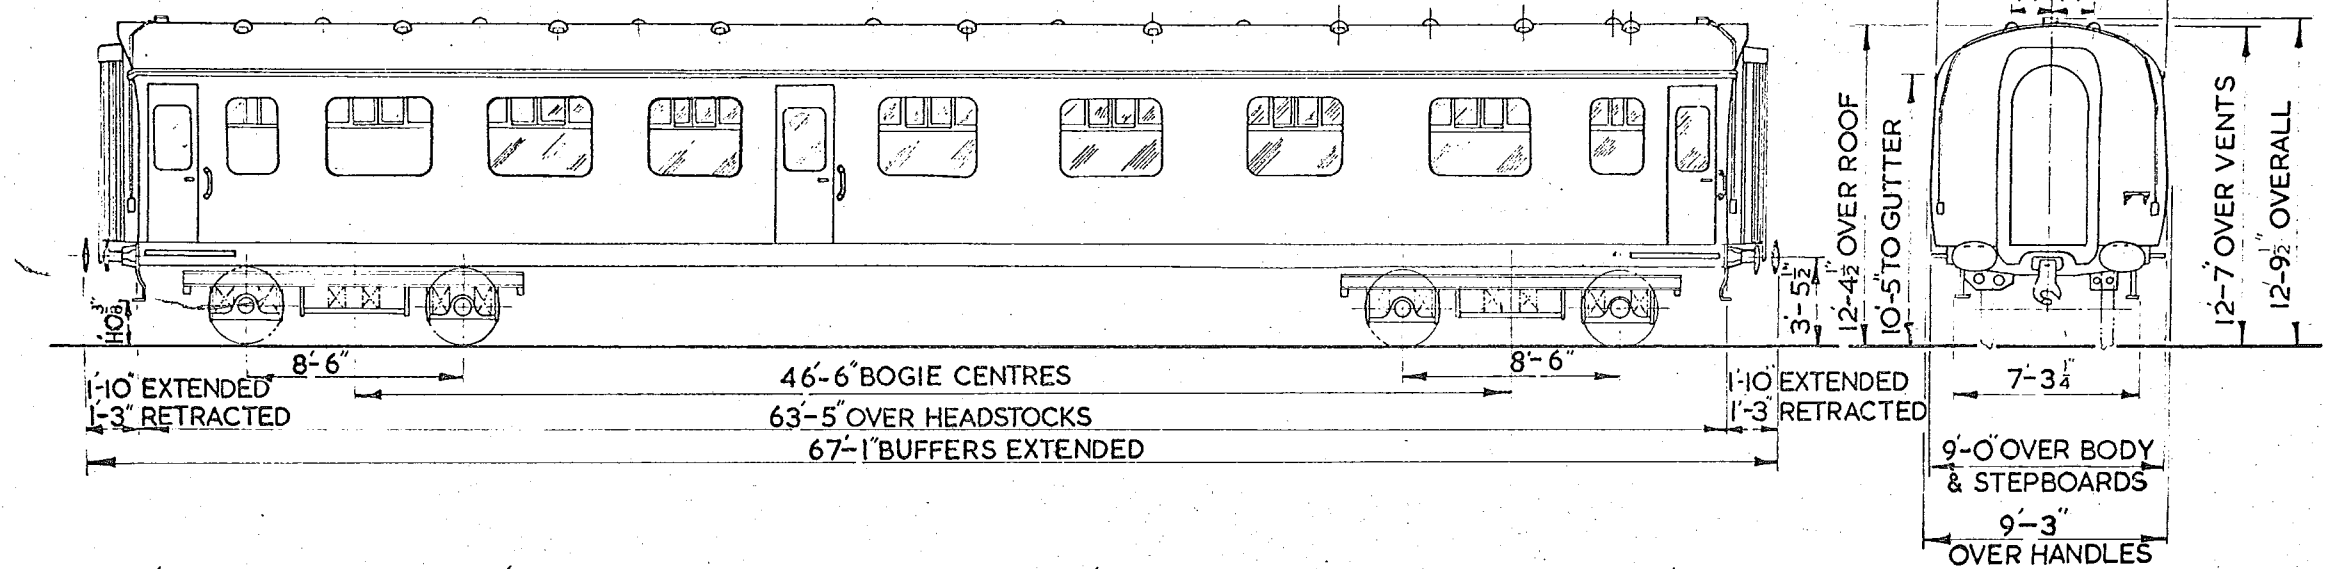 8'-6"
46'-6" BOGIE CENTRES
8'-6"
1'-10" EXTENDED
1'-3" RETRACTED
63'-5" OVER HEADSTOCKS
67'-1" BUFFERS EXTENDED
1'-10" EXTENDED
1'-3" RETRACTED
3'-5½"
12'-4½" OVER ROOF
10'-5" TO GUTTER
12'-7" OVER VENTS
12'-9½" OVERALL
7'-3¼"
9'-0" OVER BODY
& STEPBOARDS
9'-3"
OVER HANDLES